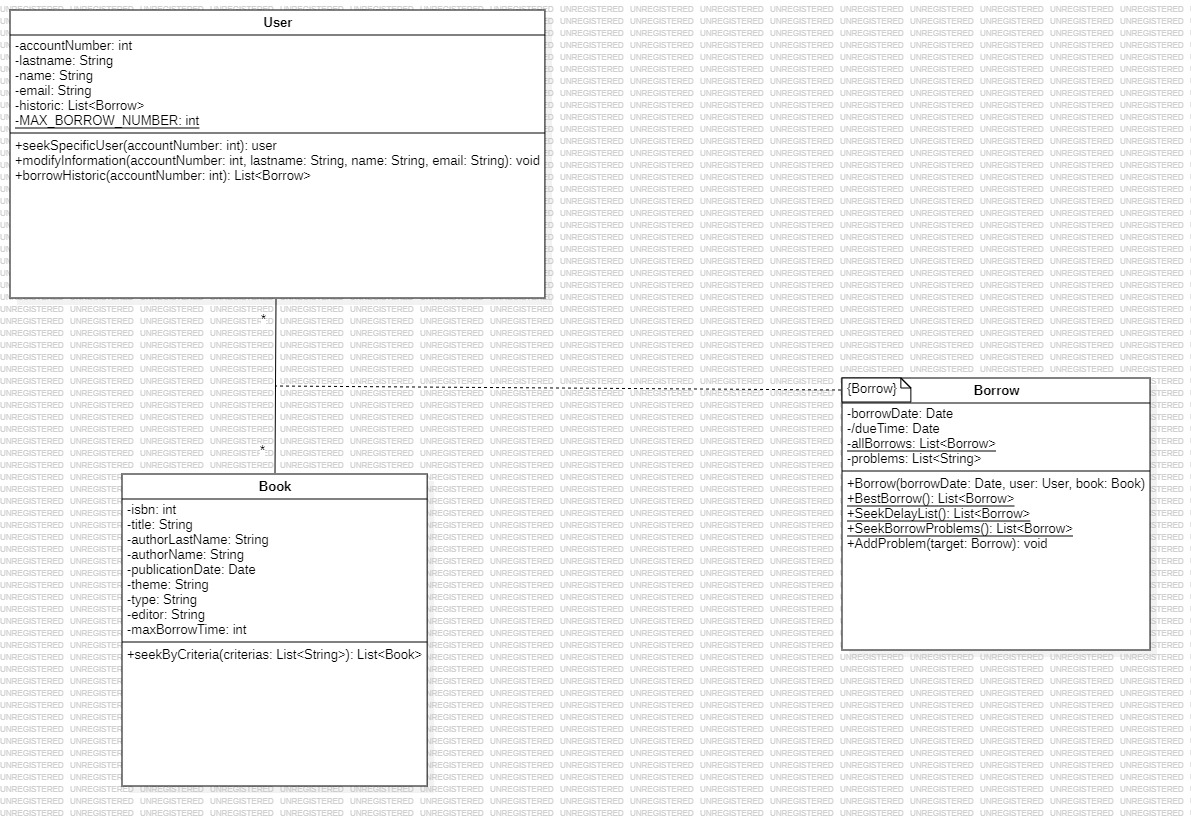 User
-accountNumber: int
-lastname: String
-name: String
-email: String
-historic: List<Borrow>
-MAX_BORROW_NUMBER: int
+seekSpecificUser(accountNumber: int): user
+modifyInformation(accountNumber: int, lastname: String, name: String, email: String): void
+borrowHistoric(accountNumber: int): List<Borrow>
*
*
{Borrow}
Borrow
-borrowDate: Date
-/dueTime: Date
-allBorrows: List<Borrow>
-problems: List<String>
+Borrow(borrowDate: Date, user: User, book: Book)
+BestBorrow(): List<Borrow>
+SeekDelayList(): List<Borrow>
+SeekBorrowProblems(): List<Borrow>
+AddProblem(target: Borrow): void
Book
-isbn: int
-title: String
-authorLastName: String
-authorName: String
-publicationDate: Date
-theme: String
-type: String
-editor: String
-maxBorrowTime: int
+seekByCriteria(criterias: List<String>): List<Book>
UNREGISTERED